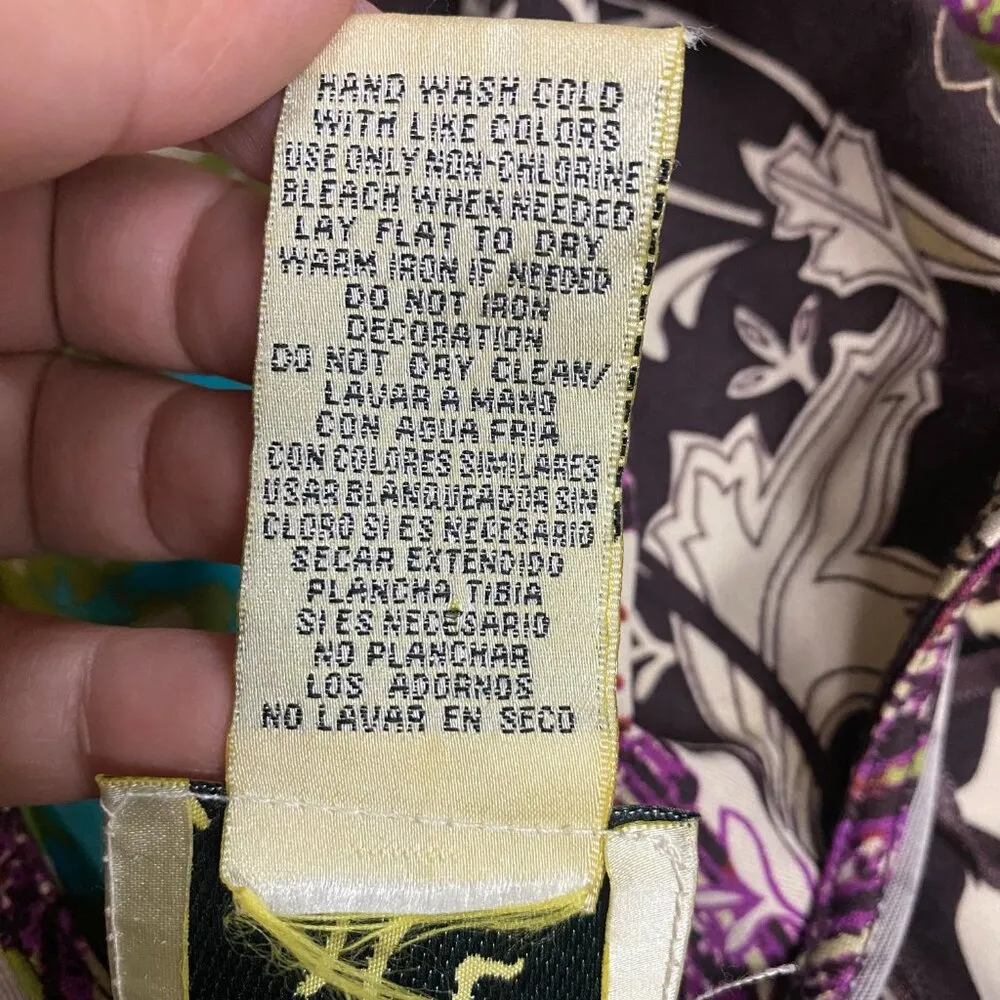 HAND WASH COLD
WITH LIKE COLORS
USE ONLY NON-CHLORINE
BLEACH WHEN NEEDED
LAY FLAT TO DRY
WARM IRON IF NEEDED
DO NOT IRON
DECORATION
DO NOT DRY CLEAN/
LAVAR A MANO
CON AGUA FRIA
CON COLORES SIMILARES
USAR BLANQUEADOR SIN
CLORO SI ES NECESARIO
SECAR EXTENDIDO
PLANCHA TIBIA
SI ES NECESARIO
NO PLANCHAR
LOS ADORNOS
NO LAVAR EN SECO